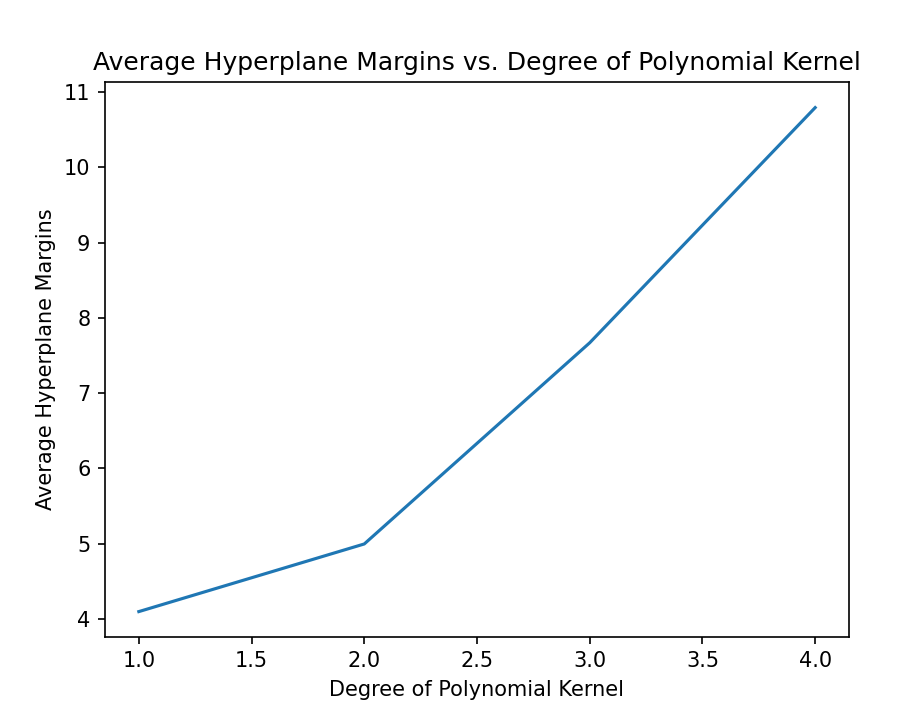 Average Hyperplane Margins vs. Degree of Polynomial Kernel
11
10
9
8
7
6
5
4
Average Hyperplane Margins
1.0 1.5 2.0 2.5 3.0 3.5 4.0
Degree of Polynomial Kernel